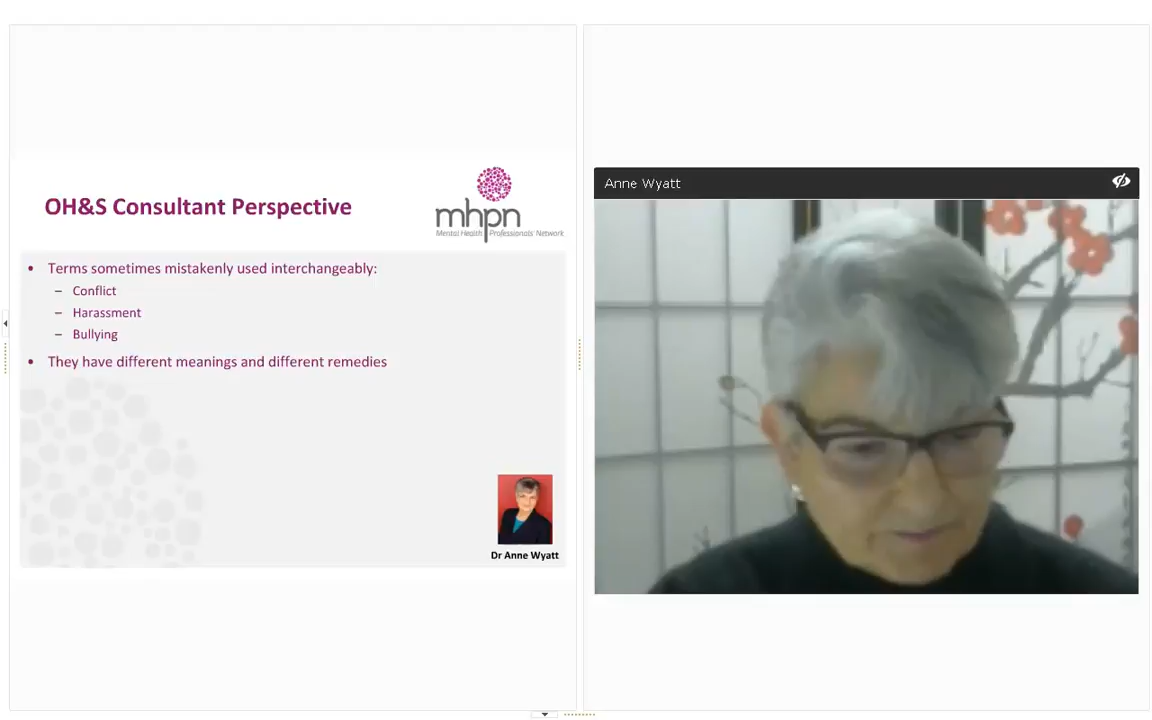 OH&S Consultant Perspective
mhpn
Mental Health Professionals' Network
• Terms sometimes mistakenly used interchangeably:
– Conflict
– Harassment
– Bullying
• They have different meanings and different remedies
Dr Anne Wyatt
Anne Wyatt